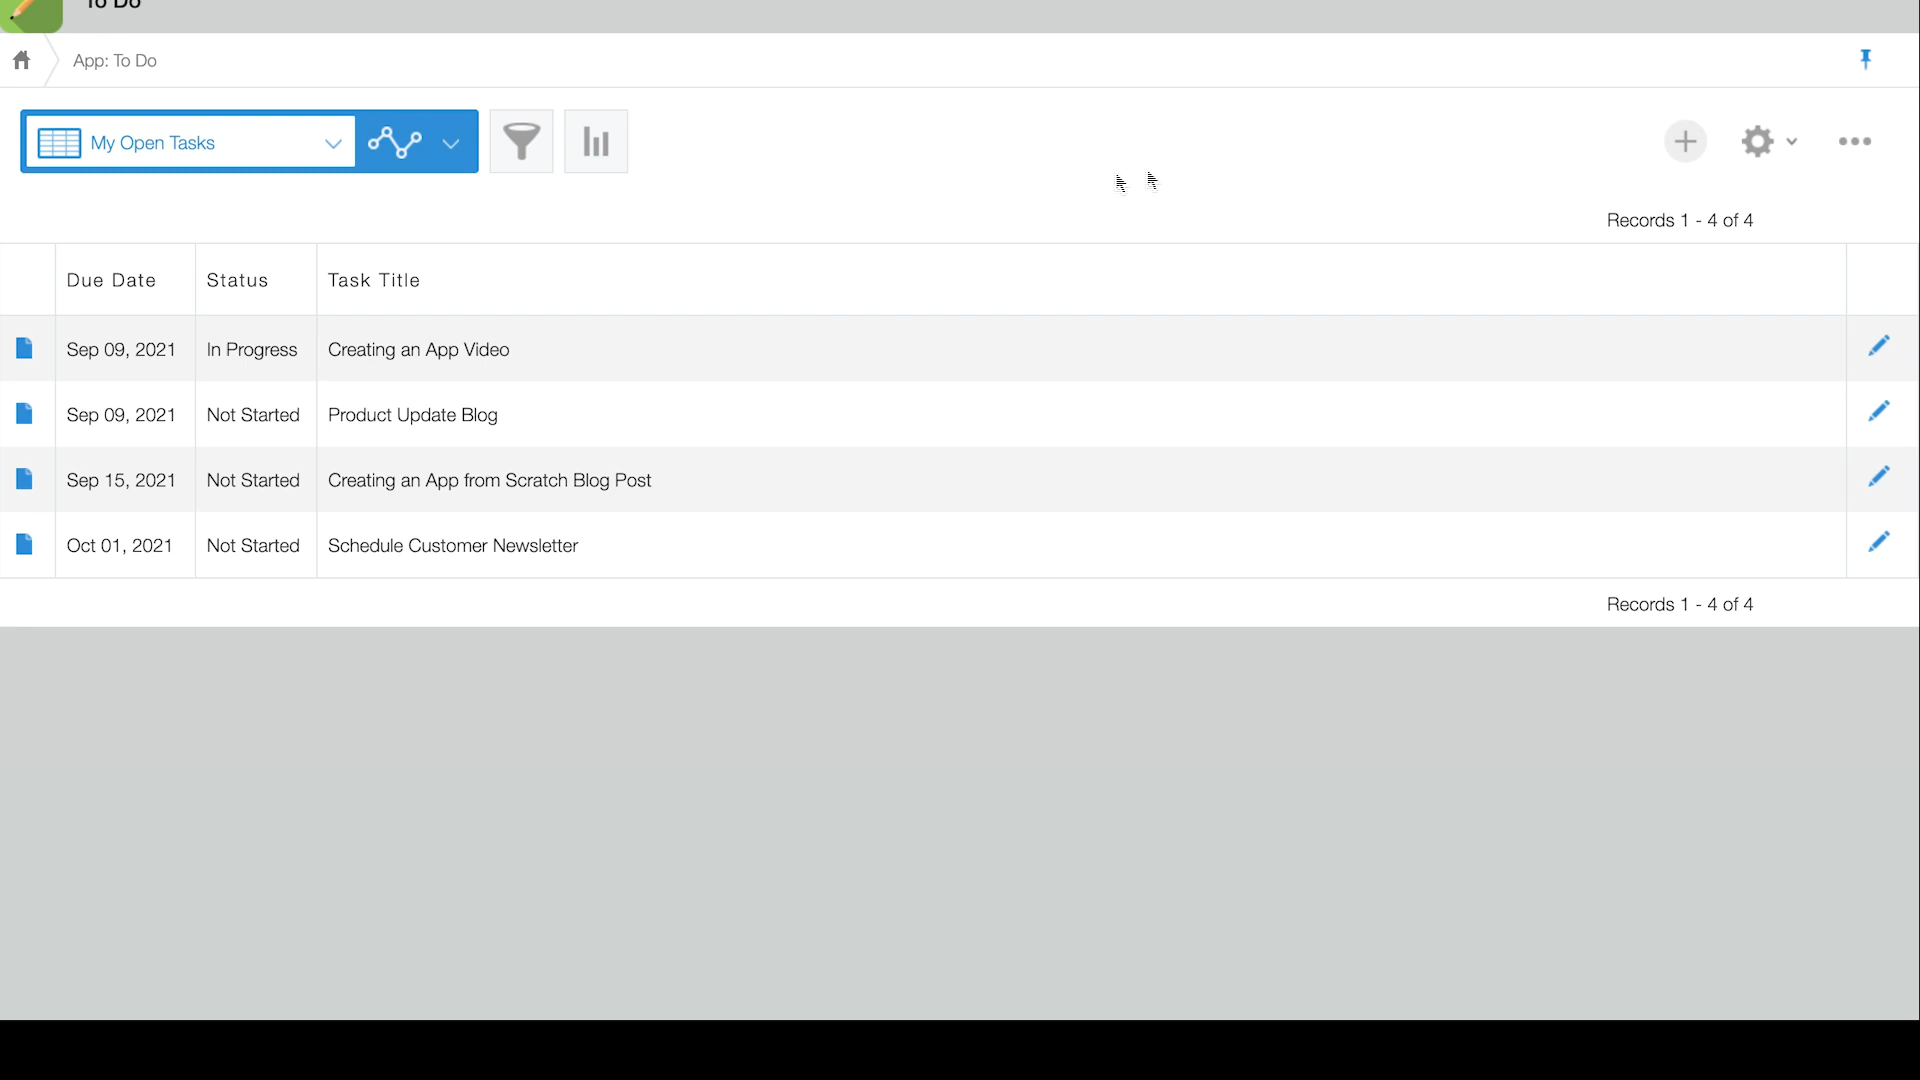 To Do
App: To Do
My Open Tasks
Records 1 - 4 of 4
Due Date Status Task Title
Sep 09, 2021 In Progress Creating an App Video
Sep 09, 2021 Not Started Product Update Blog
Sep 15, 2021 Not Started Creating an App from Scratch Blog Post
Oct 01, 2021 Not Started Schedule Customer Newsletter
Records 1 - 4 of 4